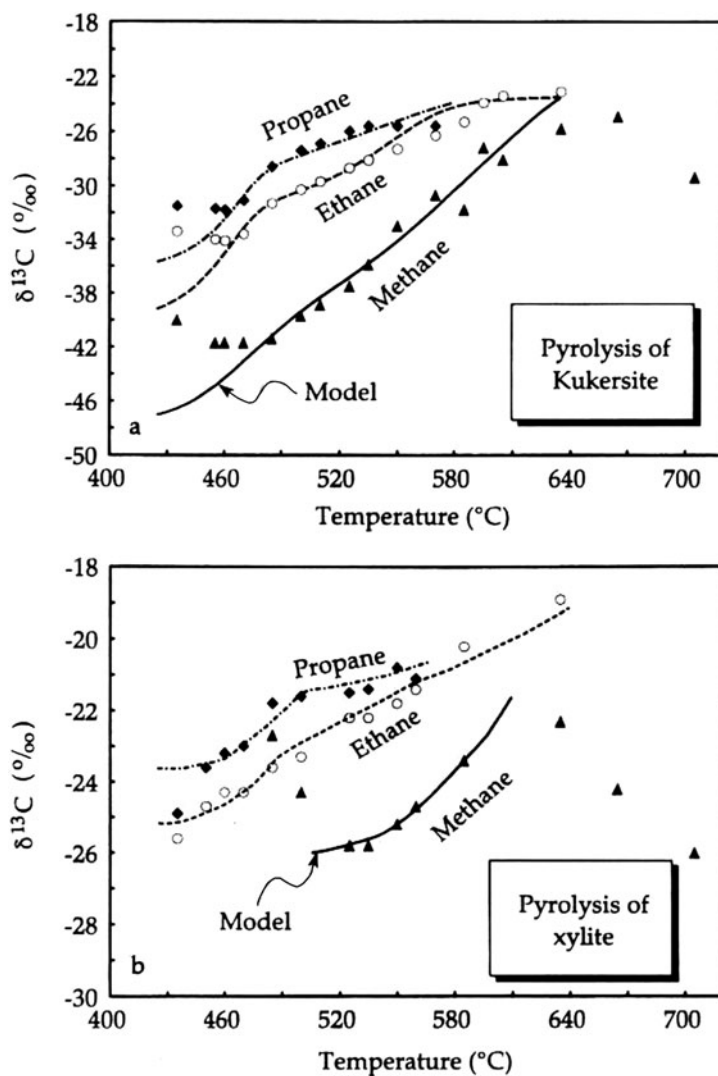 -18
-22
-26
-30
-34
-38
-42
-46
-50
δ¹³C (‰)
Propane
Ethane
Methane
Model
a
Pyrolysis of
Kukersite
400 460 520 580 640 700
Temperature (°C)
-18
-20
-22
-24
-26
-28
-30
δ¹³C (‰)
Propane
Ethane
Methane
Model
b
Pyrolysis of
xylite
400 460 520 580 640 700
Temperature (°C)